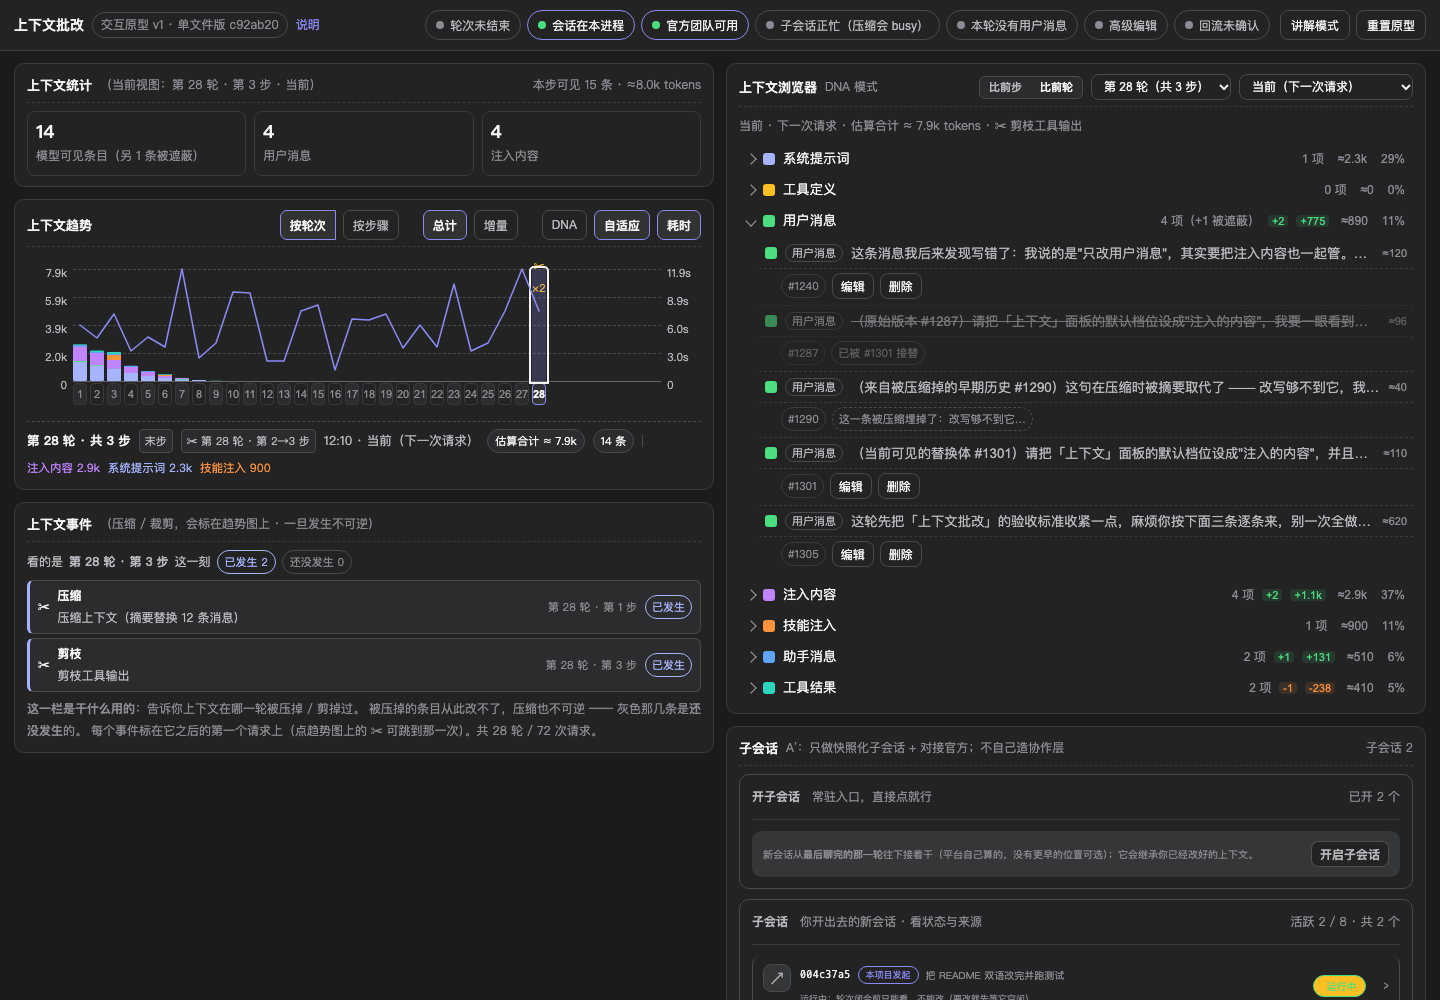 上下文批改 交互原型 v1 · 单文件版 c92ab20 说明 轮次未结束 会话在本进程 官方团队可用 子会话正忙（压缩会 busy） 本轮没有用户消息 高级编辑 回流未确认 讲解模式 重置原型
上下文统计 （当前视图：第 28 轮 · 第 3 步 · 当前） 本步可见 15 条 · ≈8.0k tokens
14 4 4
模型可见条目（另 1 条被遮蔽） 用户消息 注入内容
上下文趋势 按轮次 按步骤 总计 增量 DNA 自适应 耗时
7.9k 11.9s
×2
5.9k 8.9s
3.9k 6.0s
2.0k 3.0s
0 0
1 2 3 4 5 6 7 8 9 10 11 12 13 14 15 16 17 18 19 20 21 22 23 24 25 26 27 28
第 28 轮 · 共 3 步 末步 ✂ 第 28 轮 · 第 2→3 步 12:10 · 当前（下一次请求） 估算合计 ≈ 7.9k 14 条
注入内容 2.9k 系统提示词 2.3k 技能注入 900
上下文事件 （压缩 / 裁剪，会标在趋势图上 · 一旦发生不可逆）
看的是 第 28 轮 · 第 3 步 这一刻 已发生 2 还没发生 0
✂ 压缩
压缩上下文（摘要替换 12 条消息） 第 28 轮 · 第 1 步 已发生
✂ 剪枝
剪枝工具输出 第 28 轮 · 第 3 步 已发生
这一栏是干什么的：告诉你上下文在哪一轮被压掉 / 剪掉过。 被压掉的条目从此改不了，压缩也不可逆 —— 灰色那几条是还
没发生的。 每个事件标在它之后的第一个请求上（点趋势图上的 ✂ 可跳到那一次）。共 28 轮 / 72 次请求。
上下文浏览器 DNA 模式 比前步 比前轮 第 28 轮（共 3 步） 当前（下一次请求）
当前 · 下一次请求 · 估算合计 ≈ 7.9k tokens · ✂ 剪枝工具输出
系统提示词 1 项 ≈2.3k 29%
工具定义 0 项 ≈0 0%
用户消息 4 项（+1 被遮蔽） +2 +775 ≈890 11%
用户消息 这条消息我后来发现写错了：我说的是"只改用户消息"，其实要把注入内容也一起管。… ≈120
#1240 编辑 删除
用户消息 （原始版本 #1287）请把「上下文」面板的默认档位设成"注入的内容"，我要一眼看到… ≈96
#1287 已被 #1301 接替
用户消息 （来自被压缩掉的早期历史 #1290）这句在压缩时被摘要取代了 —— 改写够不到它，我… ≈40
#1290 这一条被压缩埋掉了：改写够不到它…
用户消息 （当前可见的替换体 #1301）请把「上下文」面板的默认档位设成"注入的内容"，并且… ≈110
#1301 编辑 删除
用户消息 这轮先把「上下文批改」的验收标准收紧一点，麻烦你按下面三条逐条来，别一次全做… ≈620
#1305 编辑 删除
注入内容 4 项 +2 +1.1k ≈2.9k 37%
技能注入 1 项 ≈900 11%
助手消息 2 项 +1 +131 ≈510 6%
工具结果 2 项 -1 -238 ≈410 5%
子会话 A′：只做快照化子会话 + 对接官方；不自己造协作层 子会话 2
开子会话 常驻入口，直接点就行 已开 2 个
新会话从最后聊完的那一轮往下接着干（平台自己算的，没有更早的位置可选）；它会继承你已经改好的上下文。 开启子会话
子会话 你开出去的新会话 · 看状态与来源 活跃 2 / 8 · 共 2 个
004c37a5 本项目发起 把 README 双语改完并跑测试
运行中：轮次闭合前只能看，不能改（要改就先等它空闲） 运行中